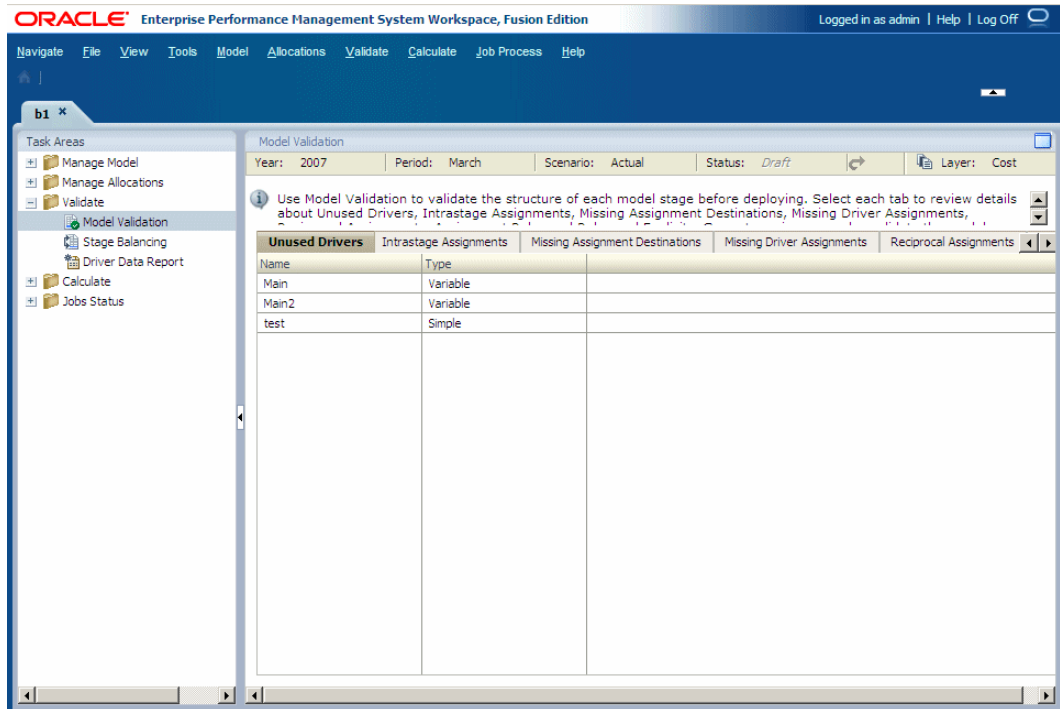 ORACLE Enterprise Performance Management System Workspace, Fusion Edition Logged in as admin | Help | Log Off
Navigate File View Tools Model Allocations Validate Calculate Job Process Help
b1 ×
Task Areas
Manage Model
Manage Allocations
Validate
Model Validation
Stage Balancing
Driver Data Report
Calculate
Jobs Status
Model Validation
Year: 2007 Period: March Scenario: Actual Status: Draft Layer: Cost
Use Model Validation to validate the structure of each model stage before deploying. Select each tab to review details
about Unused Drivers, Intrastage Assignments, Missing Assignment Destinations, Missing Driver Assignments,
Unused Drivers Intrastage Assignments Missing Assignment Destinations Missing Driver Assignments Reciprocal Assignments
Name Type
Main Variable
Main2 Variable
test Simple